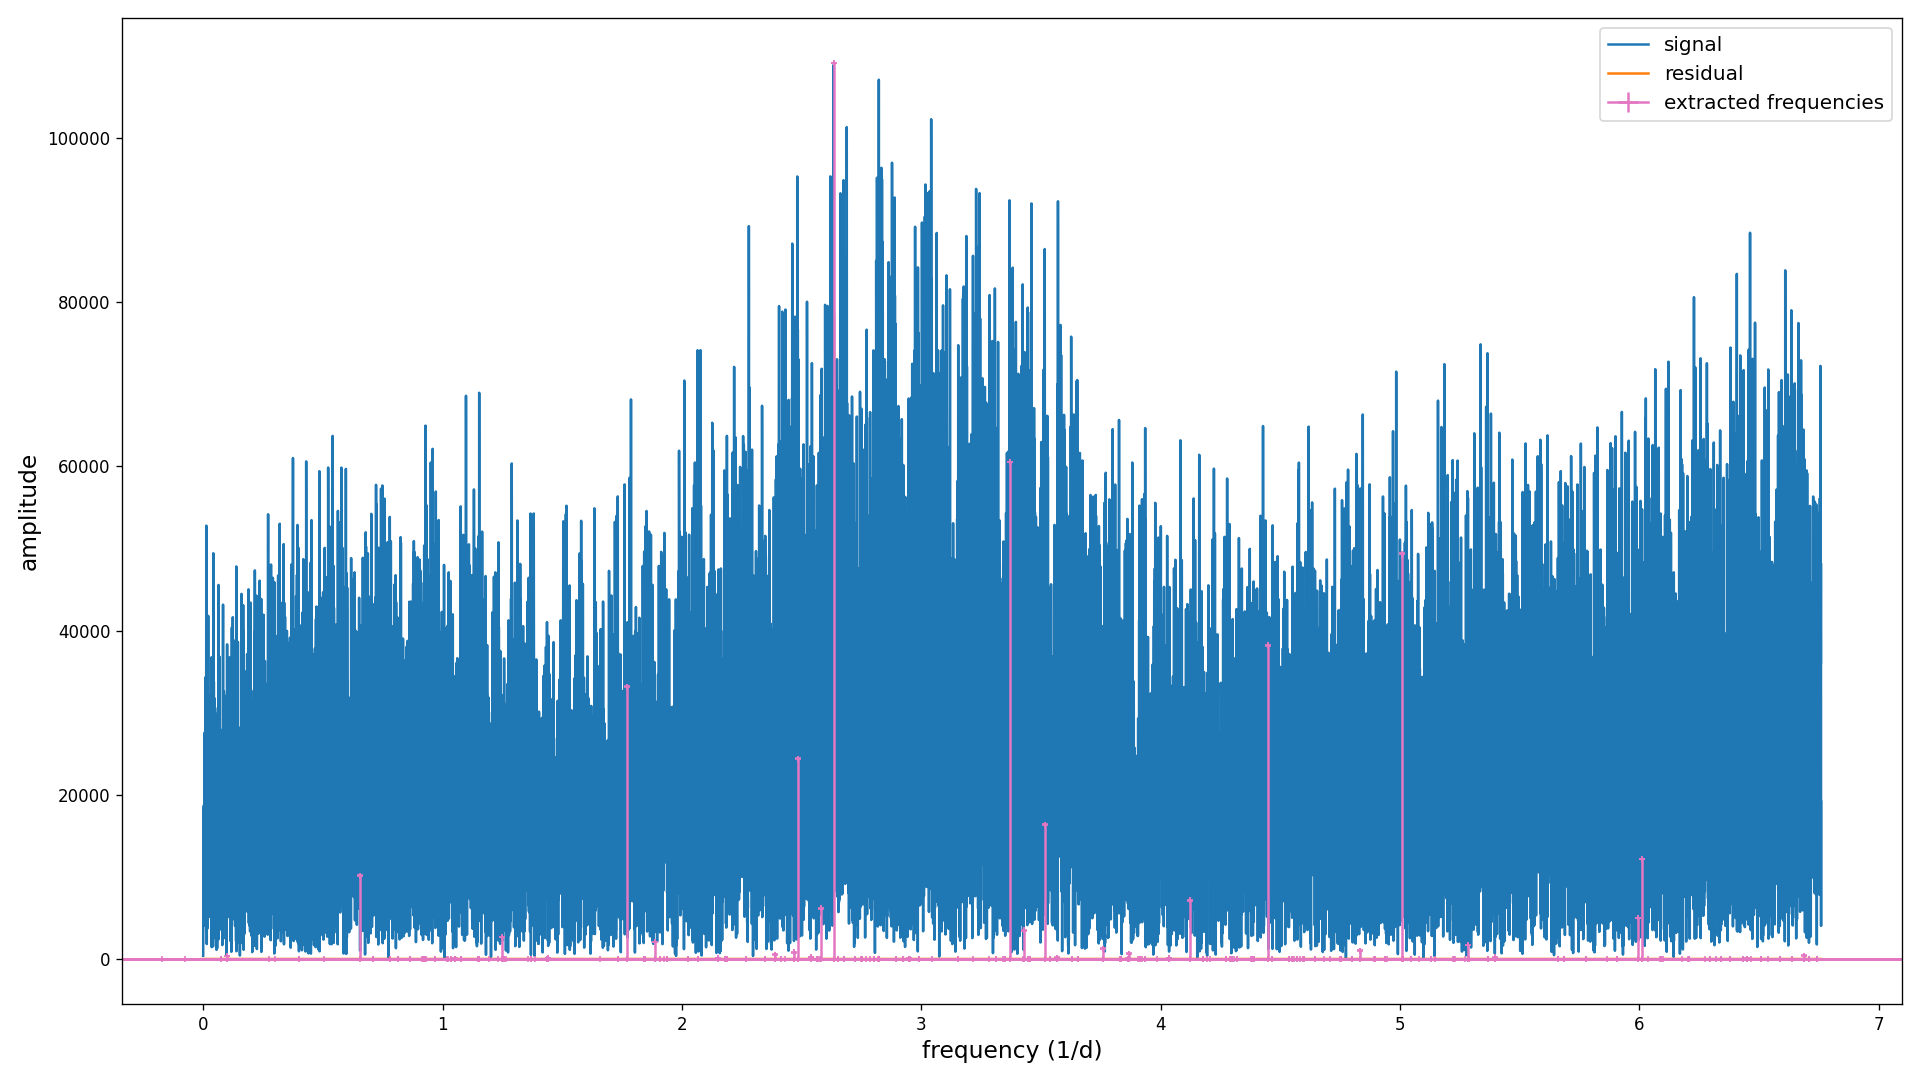 signal
residual
extracted frequencies
amplitude
100000
80000
60000
40000
20000
0
0 1 2 3 4 5 6 7
frequency (1/d)